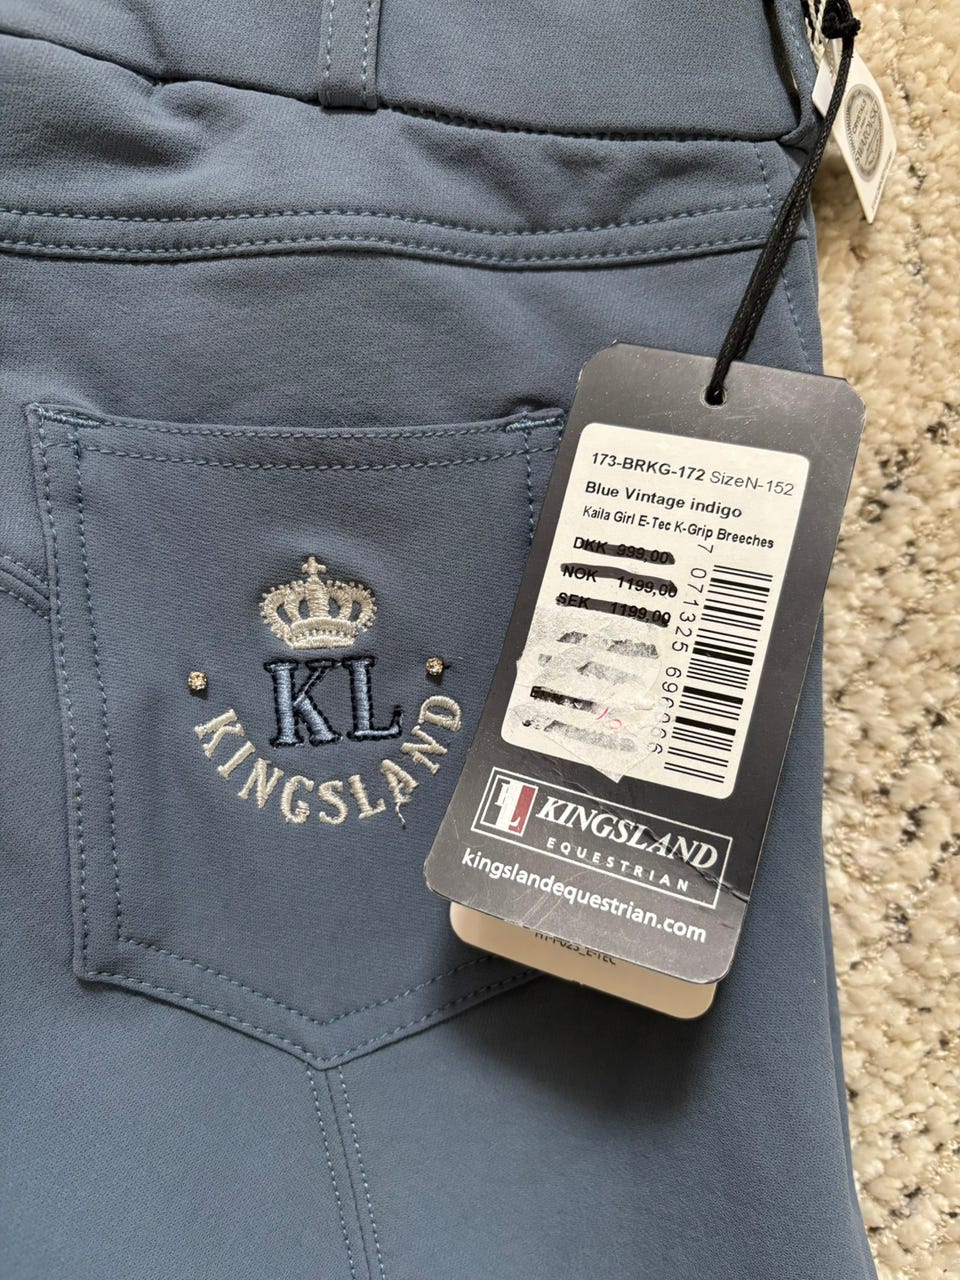 173-BRKG-172 SizeN-152
Blue Vintage indigo
Kaila Girl E-Tec K-Grip Breeches
DKK 999,00
NOK 1199,00
SEK 1199,00
KL
KINGSLAND
KL KINGSLAND
EQUESTRIAN
kingslandequestrian.com